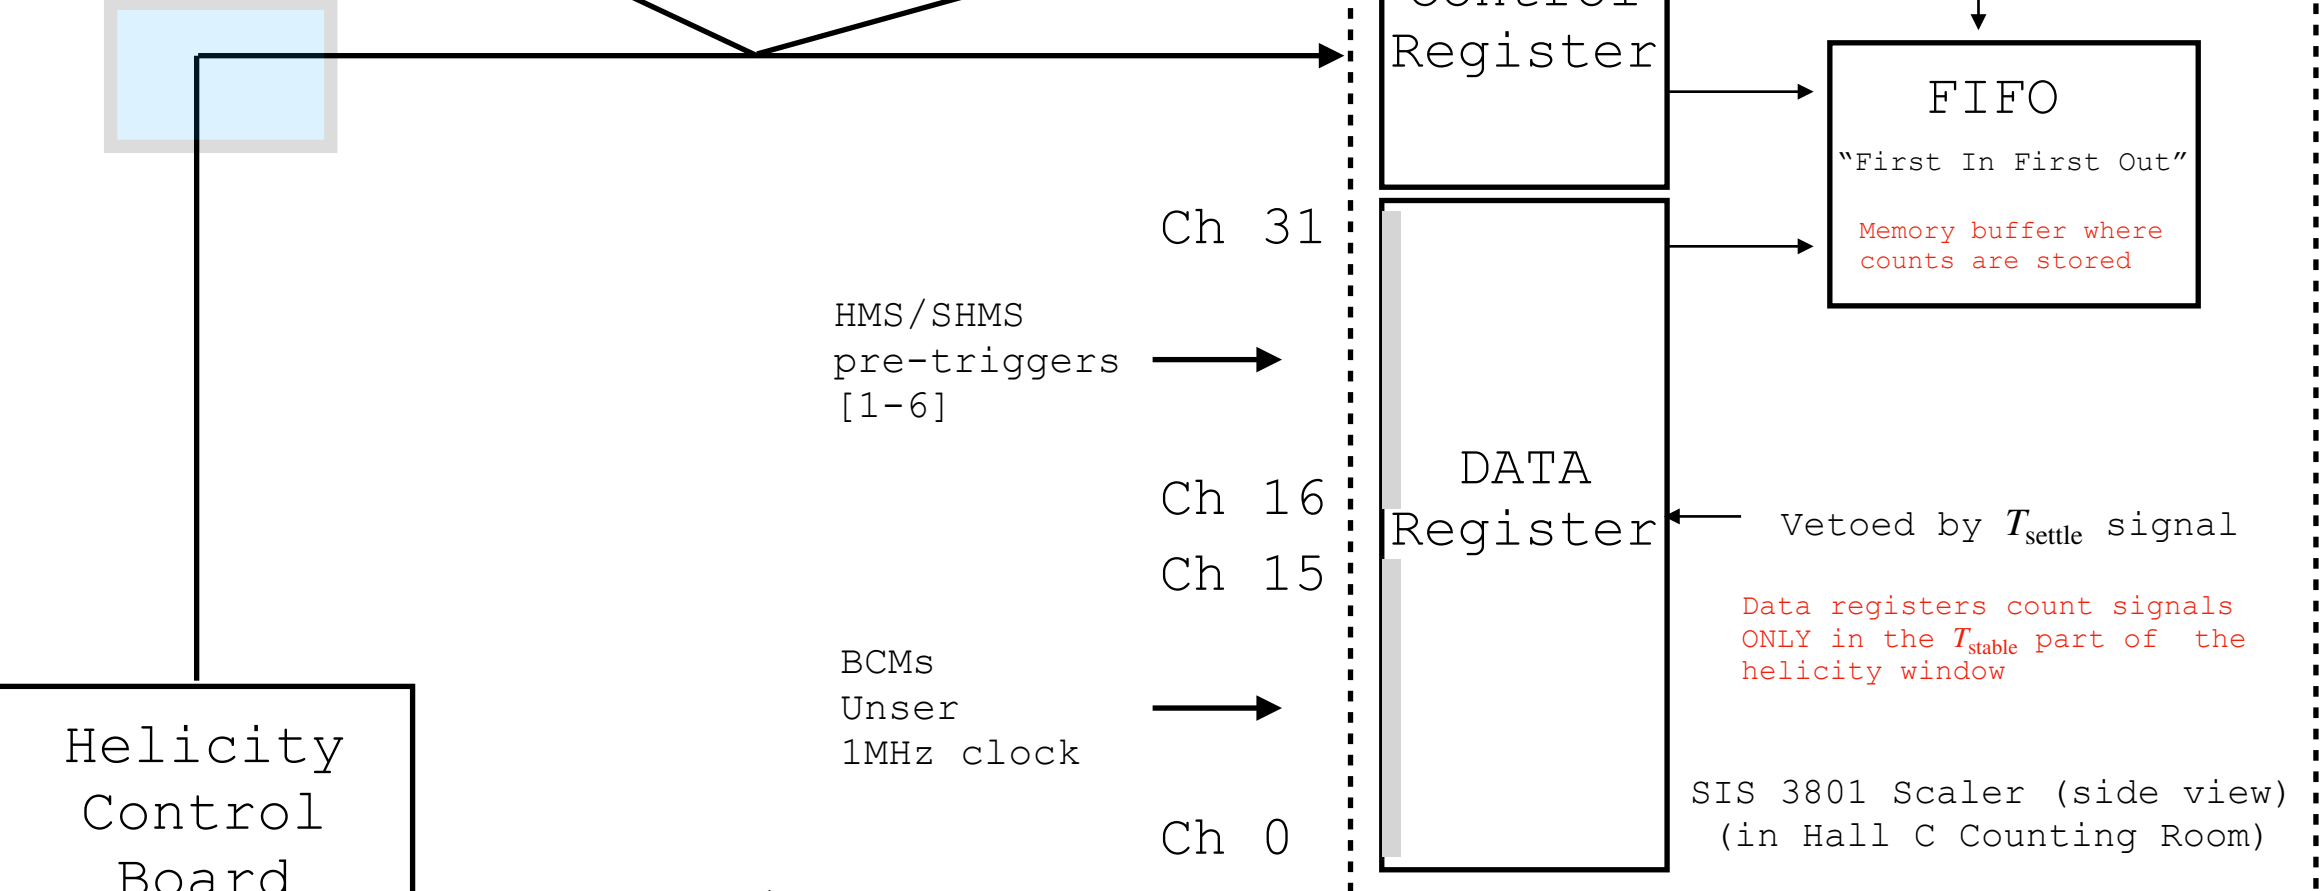 Control
Register
FIFO
“First In First Out”
Memory buffer where
counts are stored
Ch 31
HMS/SHMS
pre-triggers
[1-6]
Ch 16
Ch 15
DATA
Register
Vetoed by T_settle signal
Data registers count signals
ONLY in the T_stable part of the
helicity window
BCMs
Unser
1MHz clock
Ch 0
SIS 3801 Scaler (side view)
(in Hall C Counting Room)
Helicity
Control
Board